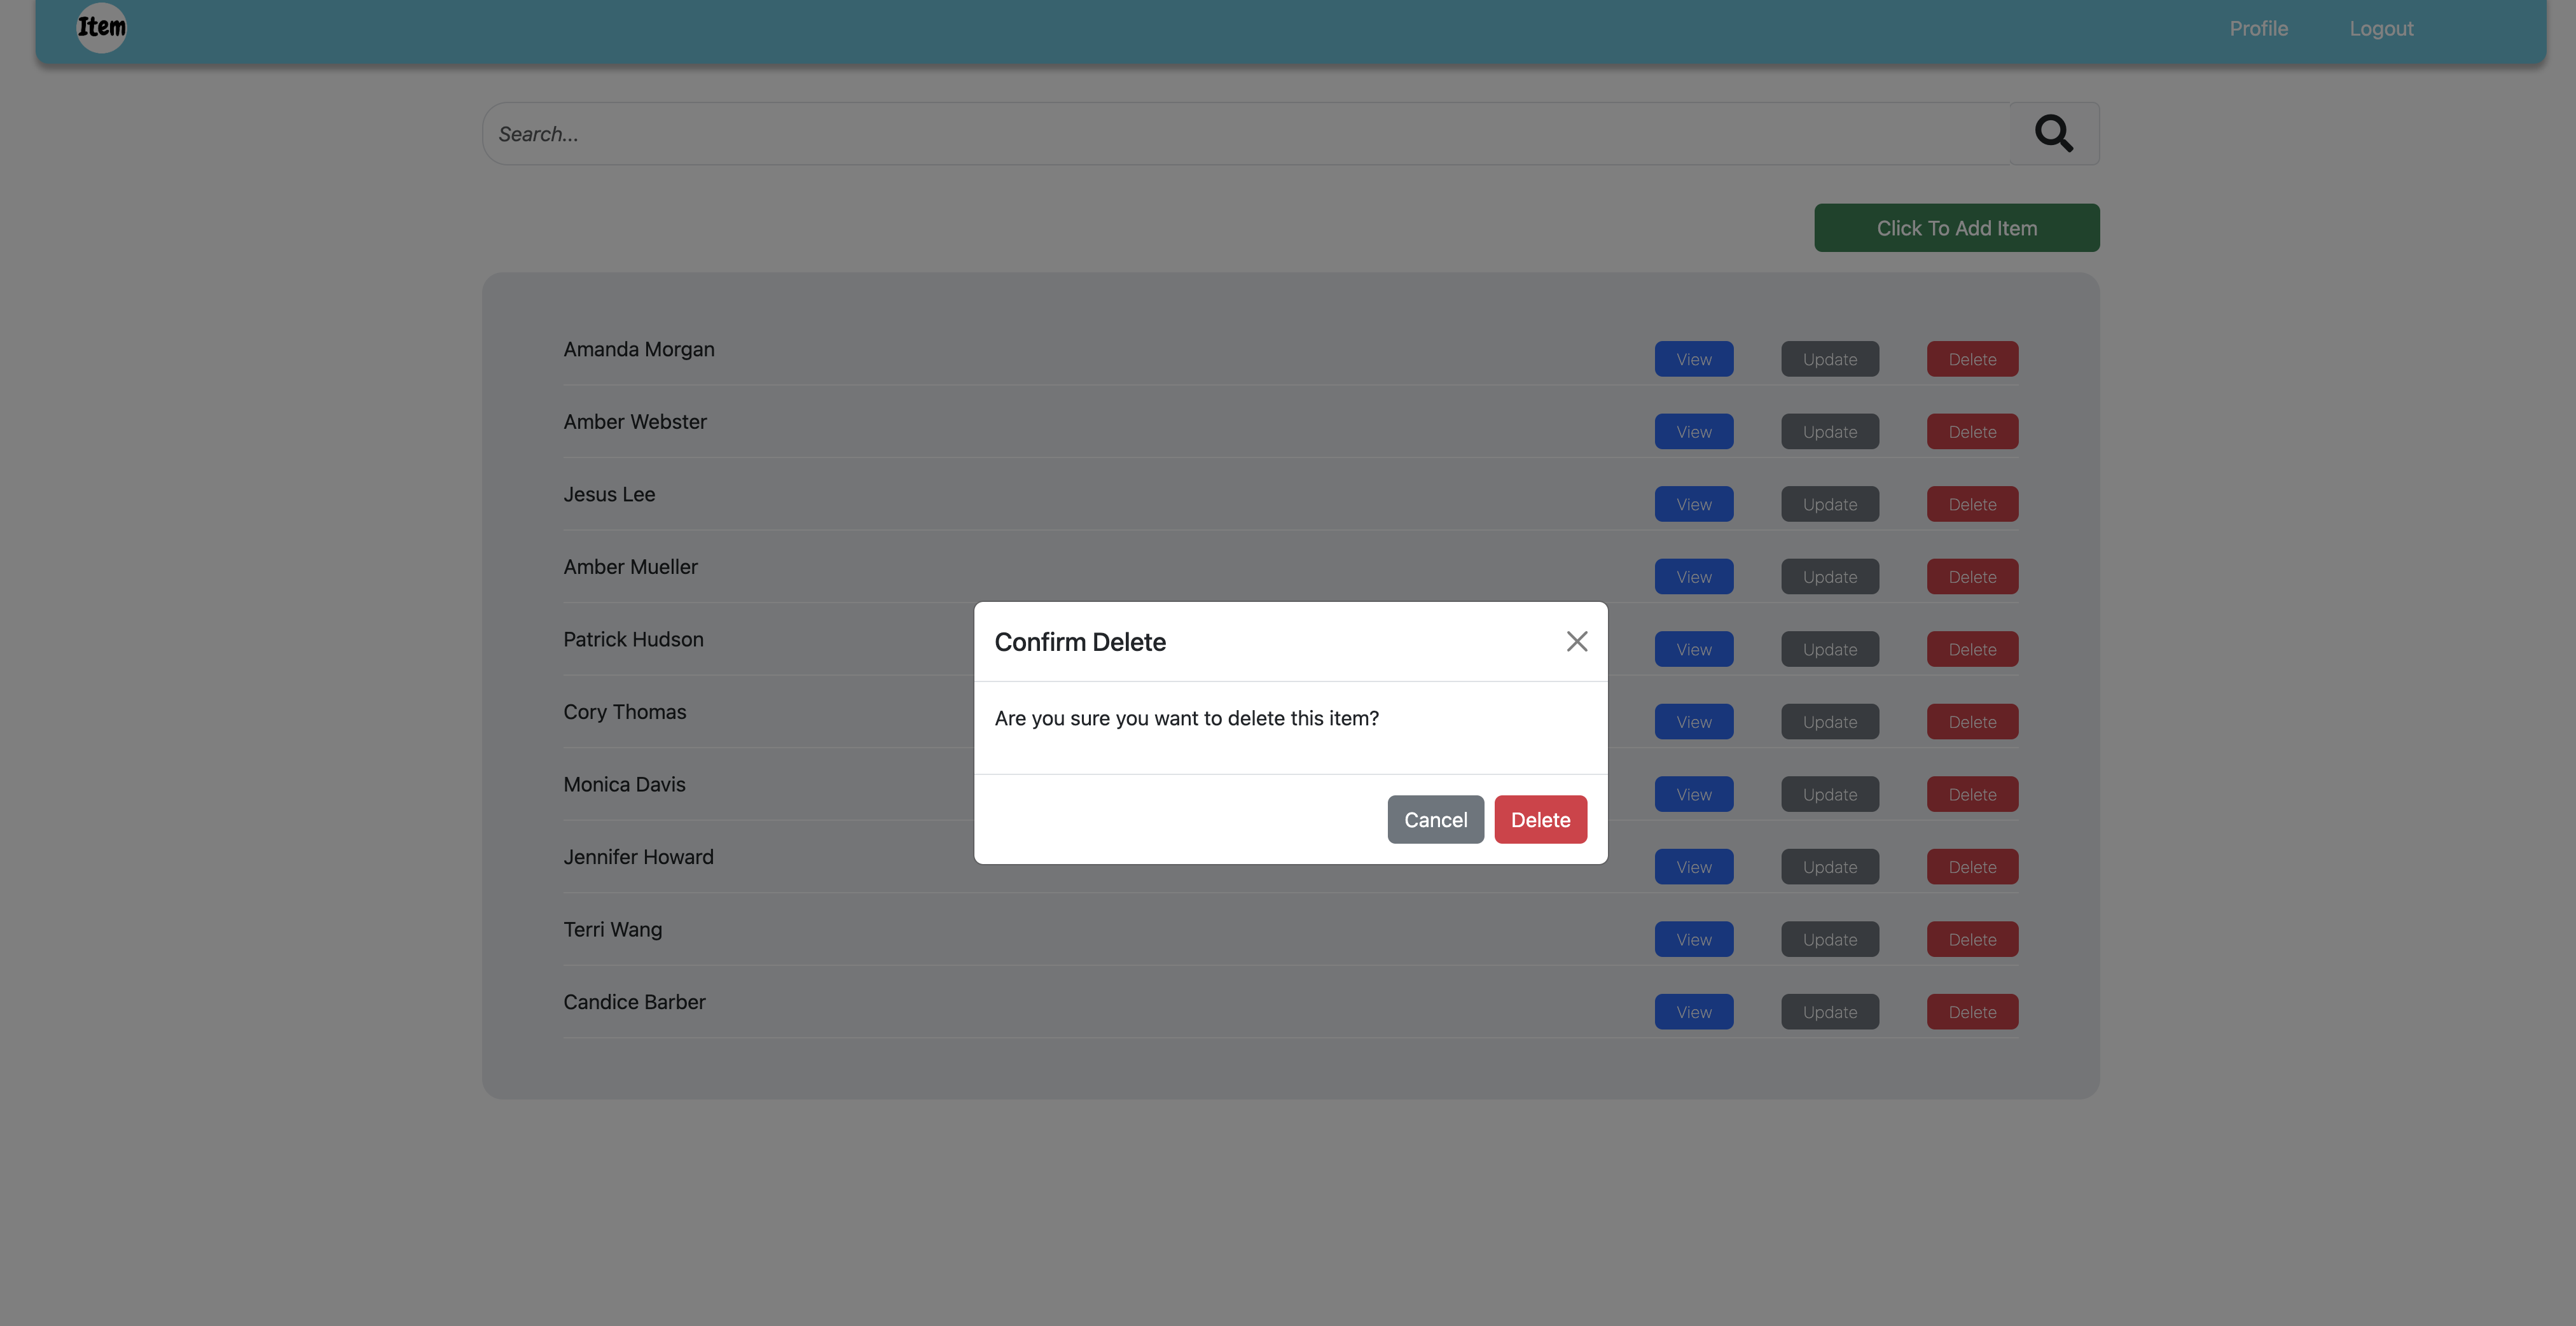 Item Profile Logout
Search...
Click To Add Item
Amanda Morgan View Update Delete
Amber Webster View Update Delete
Jesus Lee View Update Delete
Amber Mueller View Update Delete
Patrick Hudson View Update Delete
Cory Thomas View Update Delete
Monica Davis View Update Delete
Jennifer Howard View Update Delete
Terri Wang View Update Delete
Candice Barber View Update Delete
Confirm Delete
Are you sure you want to delete this item?
Cancel Delete